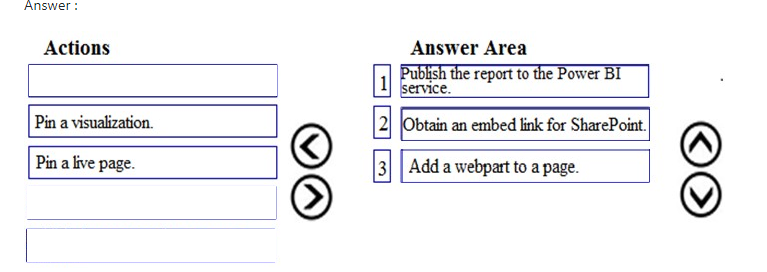 Answer :
Actions
Answer Area
1 Publish the report to the Power BI
service.
Pin a visualization.
2 Obtain an embed link for SharePoint.
Pin a live page.
3 Add a webpart to a page.